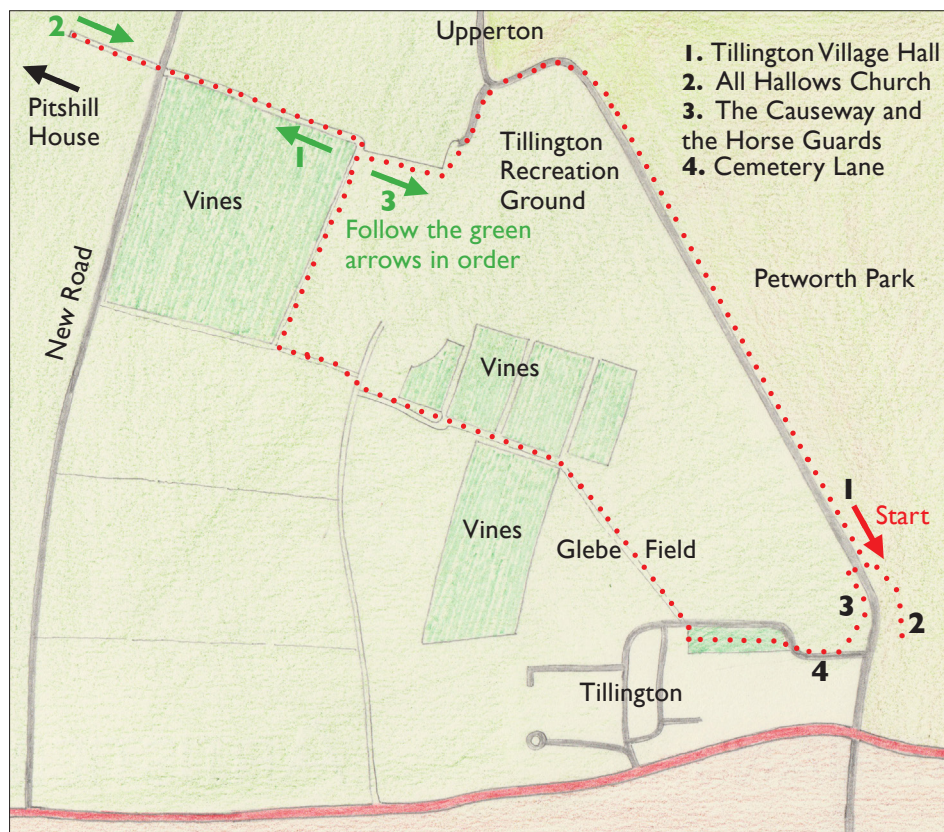 2
Pitshill
House
Upperton
1. Tillington Village Hall
2. All Hallows Church
3. The Causeway and
the Horse Guards
4. Cemetery Lane
1
3
Follow the green
arrows in order
Vines
Tillington
Recreation
Ground
New Road
Petworth Park
Vines
Vines
Glebe Field
1
Start
3
2
4
Tillington